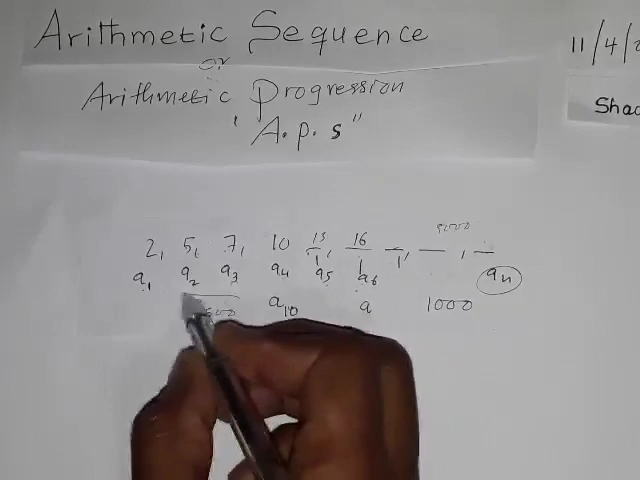 Arithmetic Sequence
11/4/
or
Arithmetic Progression
Shad
"A.p.s"
2, 5, 7, 10 13, 16
a1 a2 a3 a4 a5 a6 an
a10 a 1000